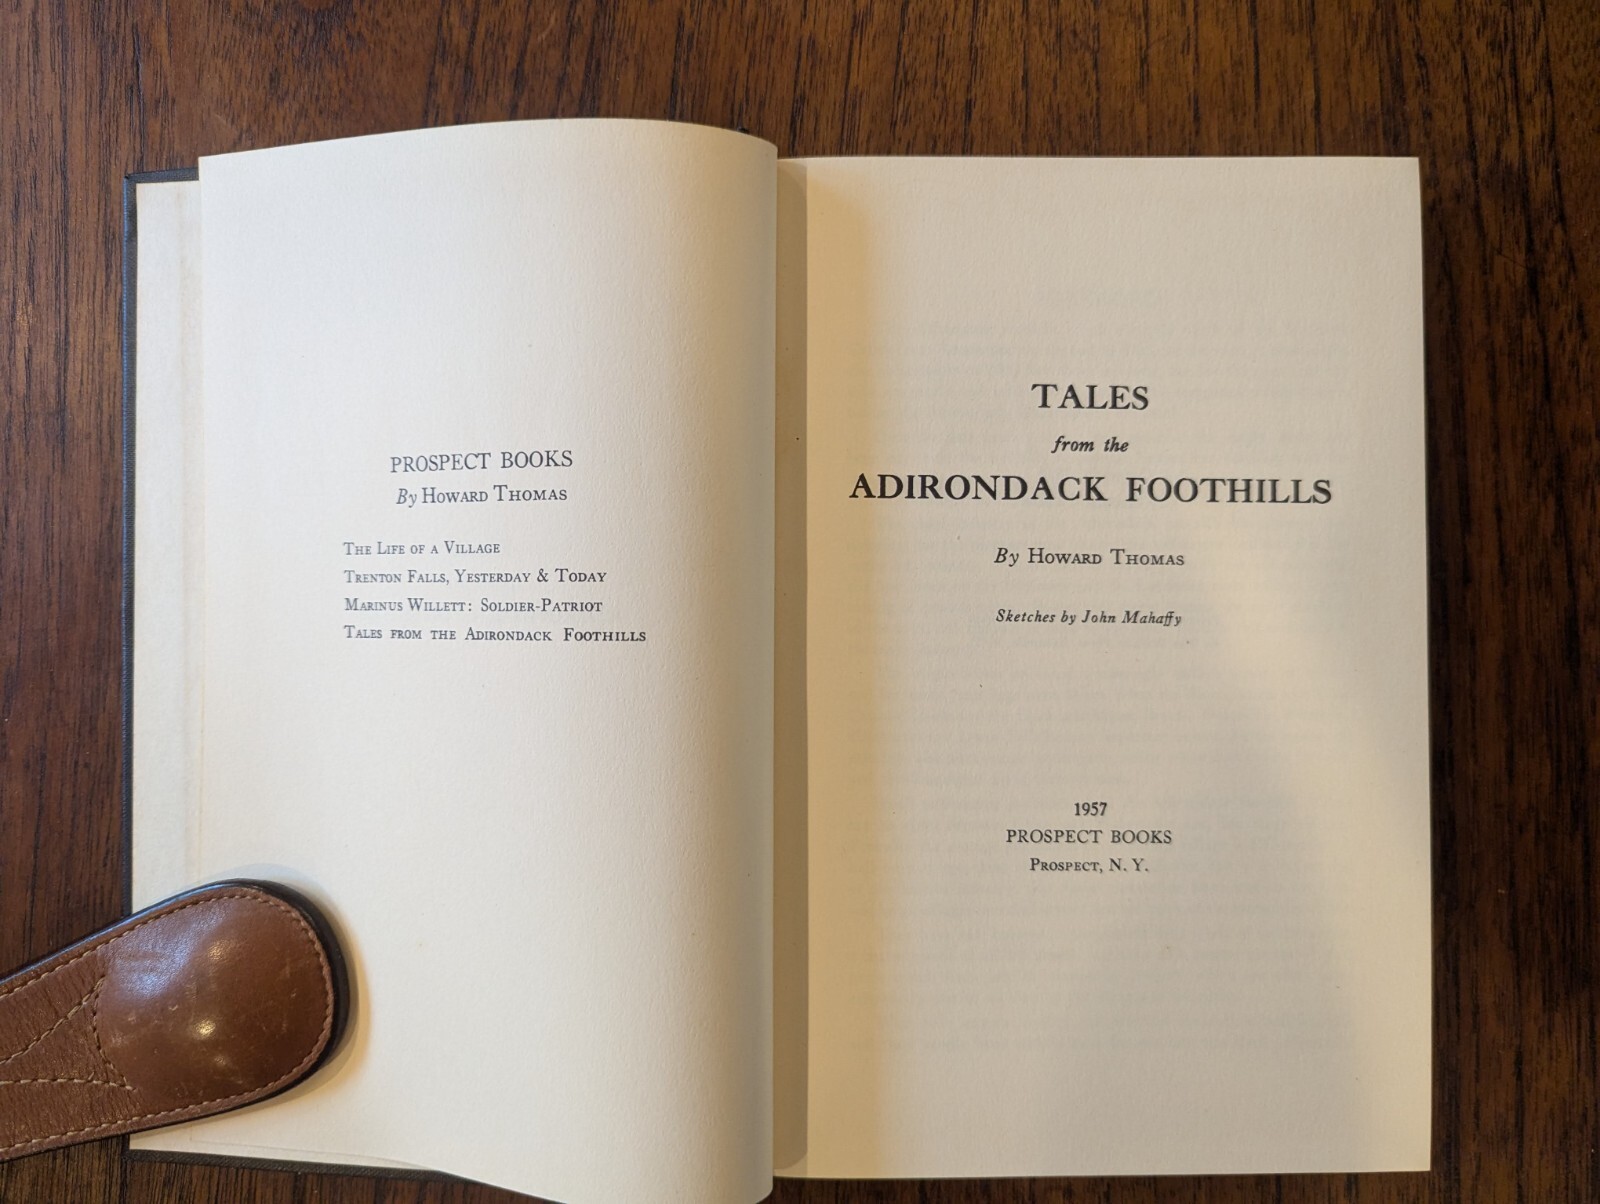 PROSPECT BOOKS
By Howard Thomas
The Life of a Village
Trenton Falls, Yesterday & Today
Marinus Willett: Soldier-Patriot
Tales from the Adirondack Foothills
TALES
from the
ADIRONDACK FOOTHILLS
By Howard Thomas
Sketches by John Mahaffy
1957
PROSPECT BOOKS
Prospect, N. Y.